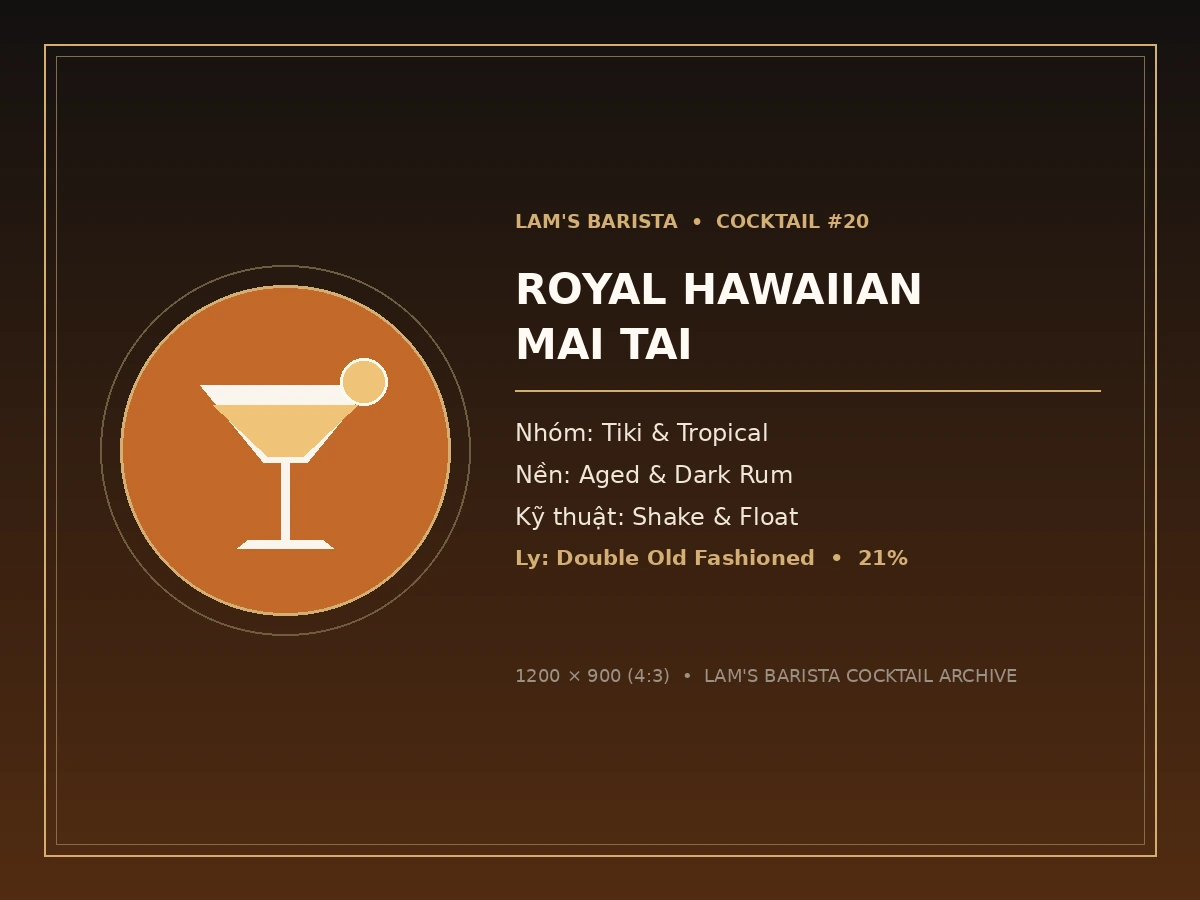 LAM'S BARISTA • COCKTAIL #20
ROYAL HAWAIIAN
MAI TAI
Nhóm: Tiki & Tropical
Nền: Aged & Dark Rum
Kỹ thuật: Shake & Float
Ly: Double Old Fashioned • 21%
1200 × 900 (4:3) • LAM'S BARISTA COCKTAIL ARCHIVE